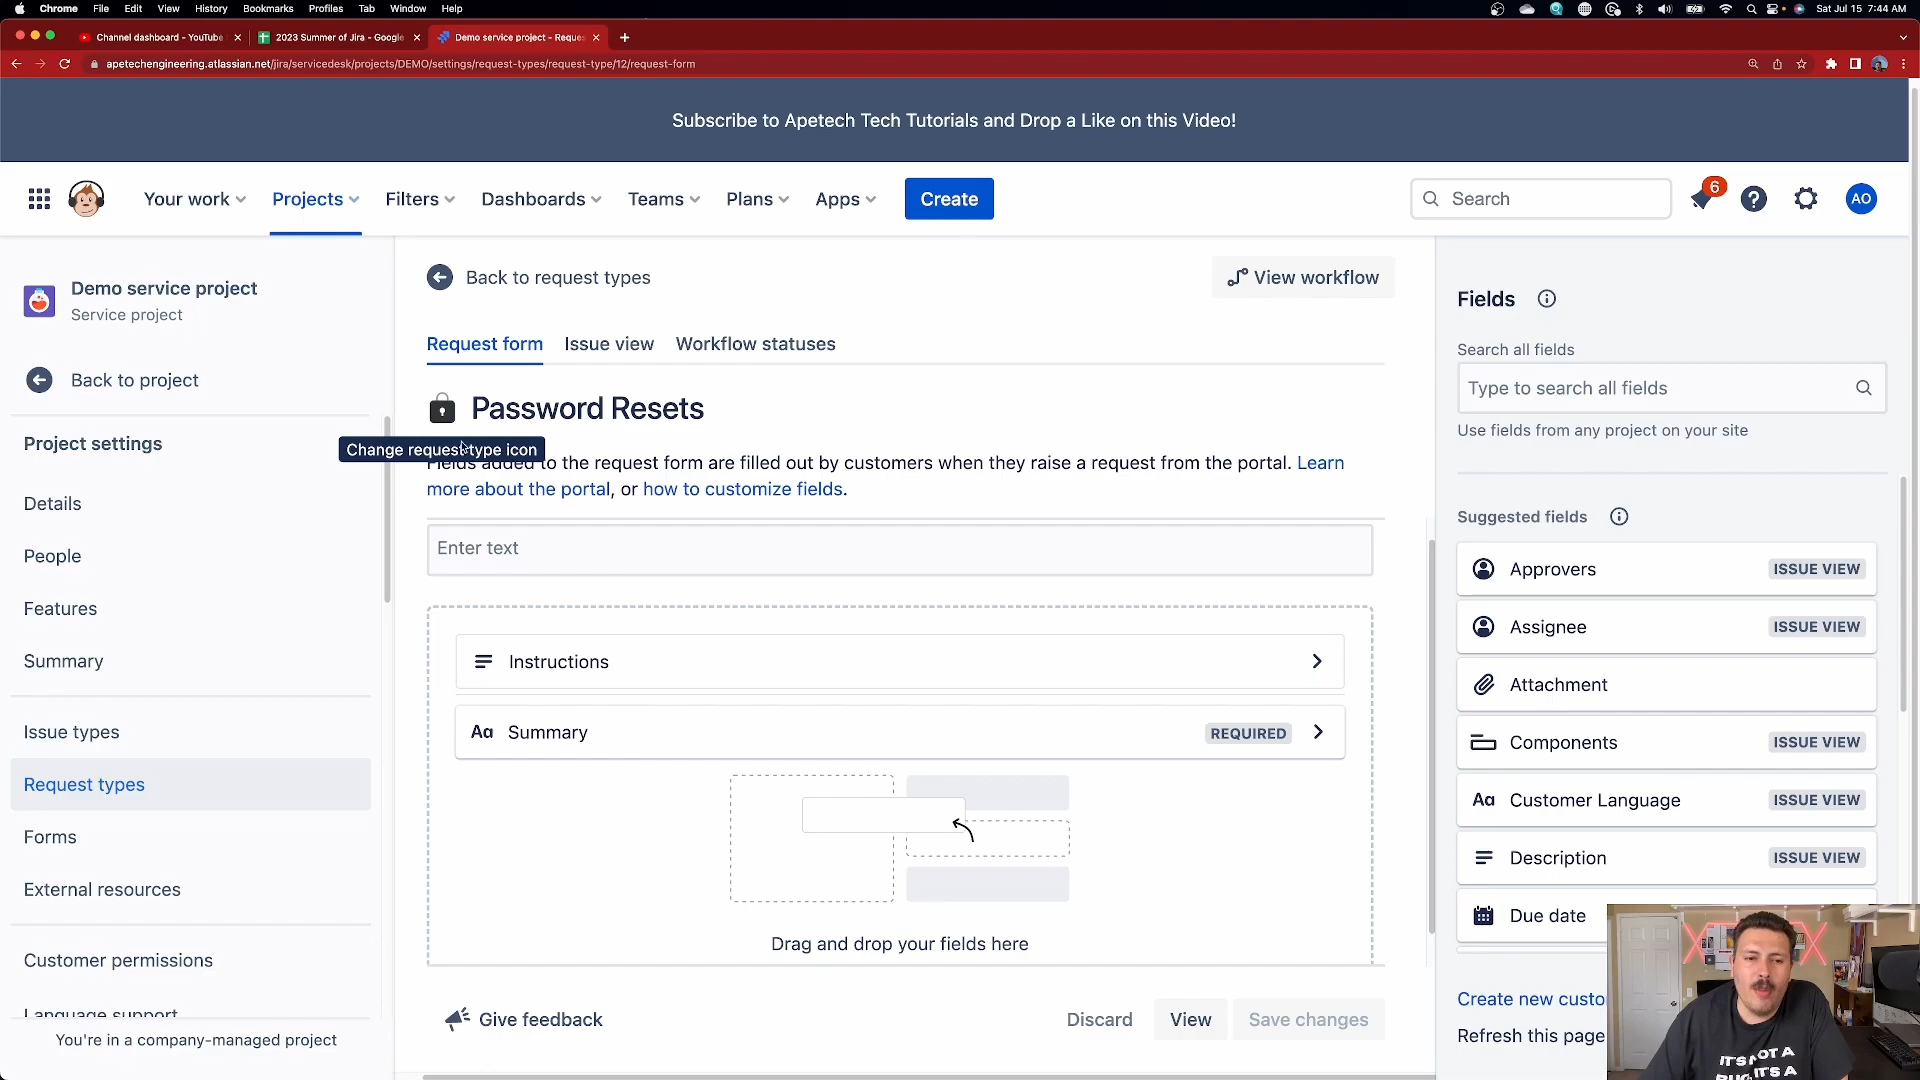 Chrome File Edit View History Bookmarks Profiles Tab Window Help Sat Jul 15 7:44 AM
Channel dashboard - YouTube 2023 Summer of Jira - Google Demo service project - Reques
apetechengineering.atlassian.net/jira/servicedesk/projects/DEMO/settings/request-types/request-type/12/request-form
Subscribe to Apetech Tech Tutorials and Drop a Like on this Video!
Your work Projects Filters Dashboards Teams Plans Apps Create Search 6 AO
Demo service project
Service project
Back to project
Project settings
Details
People
Features
Summary
Issue types
Request types
Forms
External resources
Customer permissions
Language support
You're in a company-managed project
Back to request types
View workflow
Request form Issue view Workflow statuses
Password Resets
Change request type icon
Fields added to the request form are filled out by customers when they raise a request from the portal. Learn
more about the portal, or how to customize fields.
Enter text
Instructions
Aa Summary REQUIRED
Drag and drop your fields here
Give feedback
Discard View Save changes
Fields
Search all fields
Type to search all fields
Use fields from any project on your site
Suggested fields
Approvers ISSUE VIEW
Assignee ISSUE VIEW
Attachment
Components ISSUE VIEW
Aa Customer Language ISSUE VIEW
Description ISSUE VIEW
Due date
Create new custo
Refresh this page
IT'S NOT A
BUG IT'S A